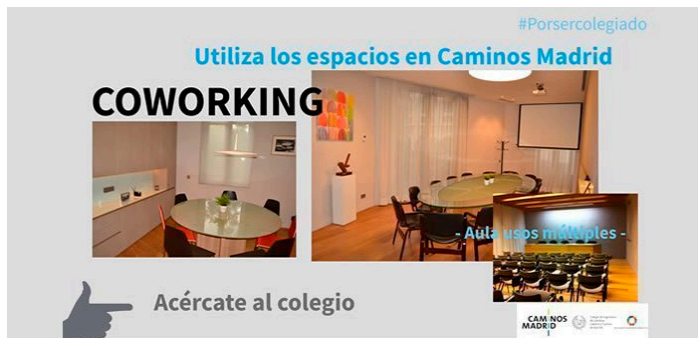 #Porsercolegiado
Utiliza los espacios en Caminos Madrid
COWORKING
- Aula usos múltiples -
Acércate al colegio
CAMINOS
MADRID